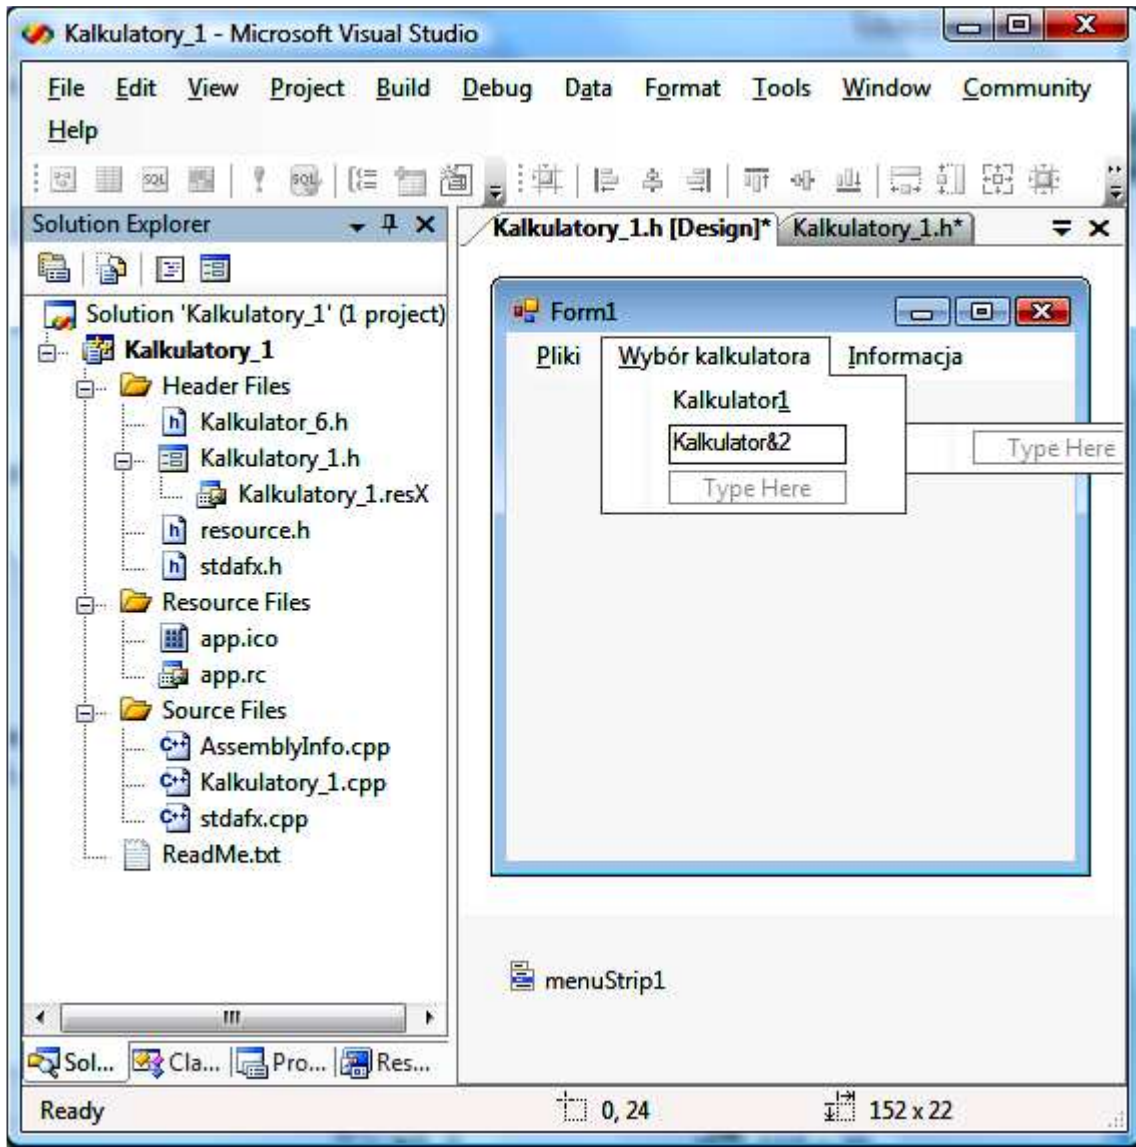 Kalkulatory_1 - Microsoft Visual Studio
File Edit View Project Build Debug Data Format Tools Window Community
Help
SQL SQL
Solution Explorer
Kalkulatory_1.h [Design]* Kalkulatory_1.h*
Solution 'Kalkulatory_1' (1 project)
Kalkulatory_1
Header Files
Kalkulator_6.h
Kalkulatory_1.h
Kalkulatory_1.resX
resource.h
stdafx.h
Resource Files
app.ico
app.rc
Source Files
AssemblyInfo.cpp
Kalkulatory_1.cpp
stdafx.cpp
ReadMe.txt
Form1
Pliki Wybór kalkulatora Informacja
Kalkulator1
Kalkulator&2
Type Here
Type Here
menuStrip1
Sol... Cla... Pro... Res...
Ready 0, 24 152 x 22